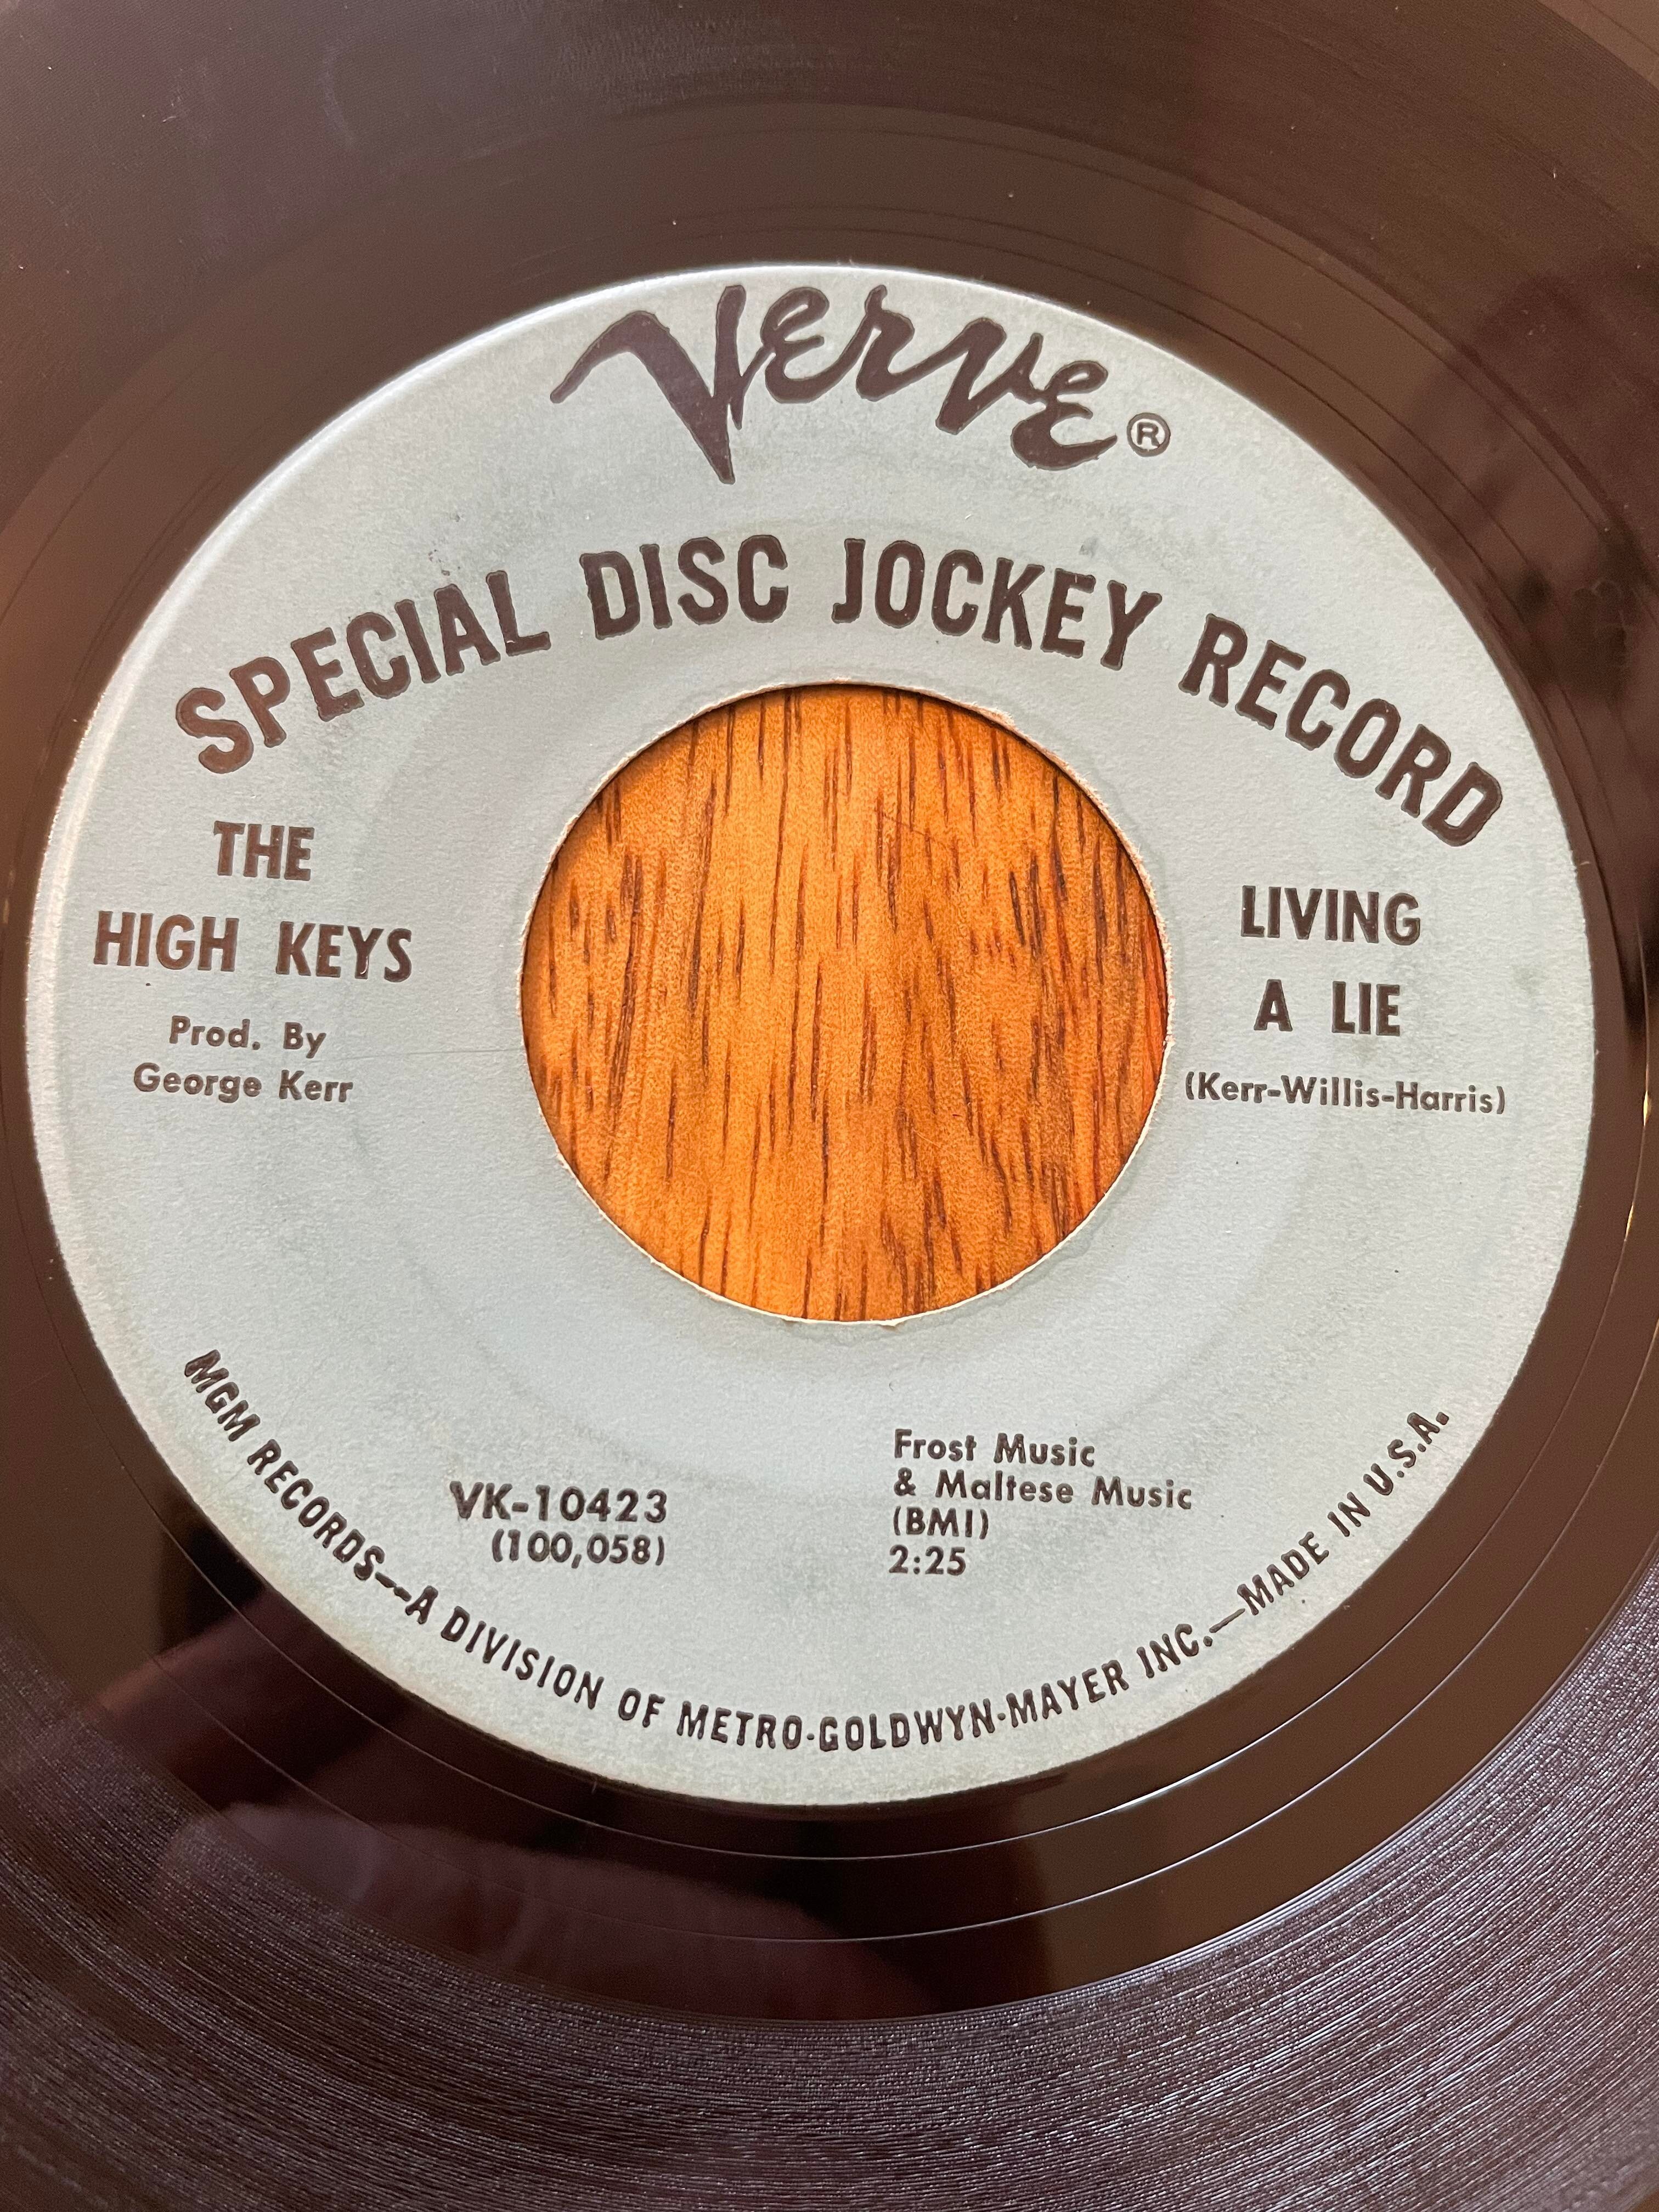 Verve®
SPECIAL DISC JOCKEY RECORD
THE
HIGH KEYS
Prod. By
George Kerr
LIVING
A LIE
(Kerr-Willis-Harris)
VK-10423
(100,058)
Frost Music
& Maltese Music
(BMI)
2:25
MGM RECORDS--A DIVISION OF METRO-GOLDWYN-MAYER INC.—MADE IN U.S.A.